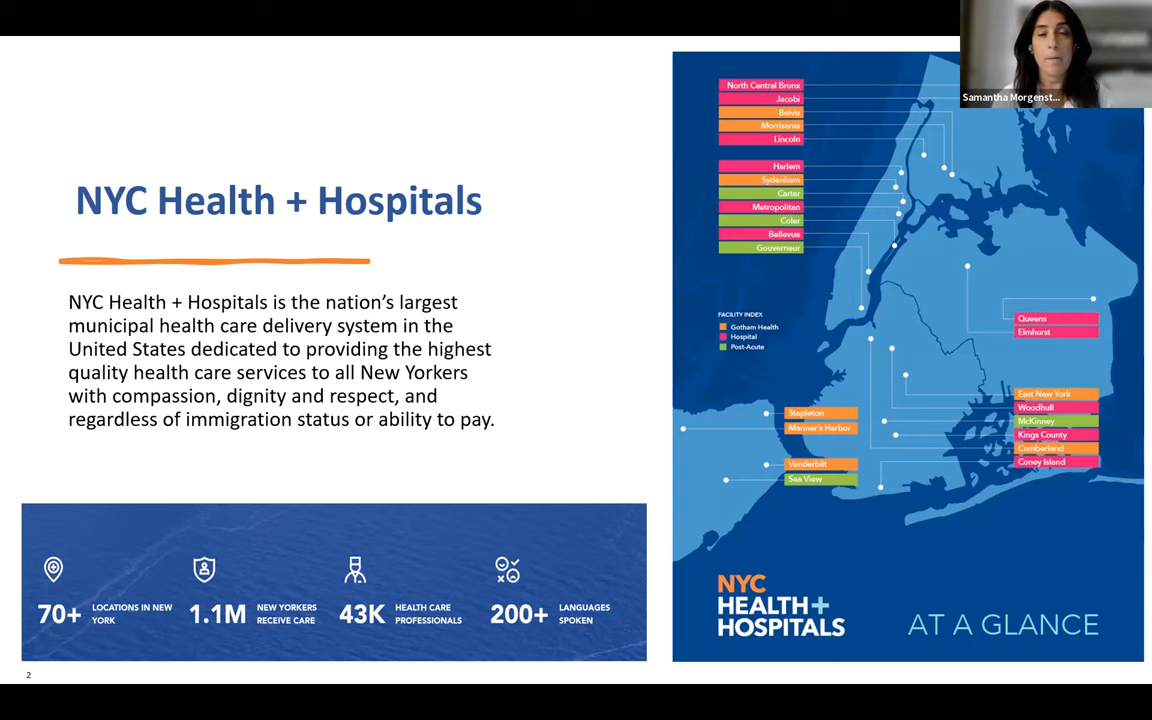 Samantha Morgenst...
NYC Health + Hospitals
NYC Health + Hospitals is the nation’s largest
municipal health care delivery system in the
United States dedicated to providing the highest
quality health care services to all New Yorkers
with compassion, dignity and respect, and
regardless of immigration status or ability to pay.
70+
LOCATIONS IN NEW
YORK
1.1M
NEW YORKERS
RECEIVE CARE
43K
HEALTH CARE
PROFESSIONALS
200+
LANGUAGES
SPOKEN
2
North Central Bronx
Jacobi
Belvis
Morrisania
Lincoln
Harlem
Sydenham
Carter
Metropolitan
Coler
Bellevue
Gouverneur
FACILITY INDEX
Gotham Health
Hospital
Post-Acute
Queens
Elmhurst
East New York
Woodhull
McKinney
Kings County
Cumberland
Coney Island
Stapleton
Mariner's Harbor
Vanderbilt
Sea View
NYC
HEALTH+
HOSPITALS
AT A GLANCE